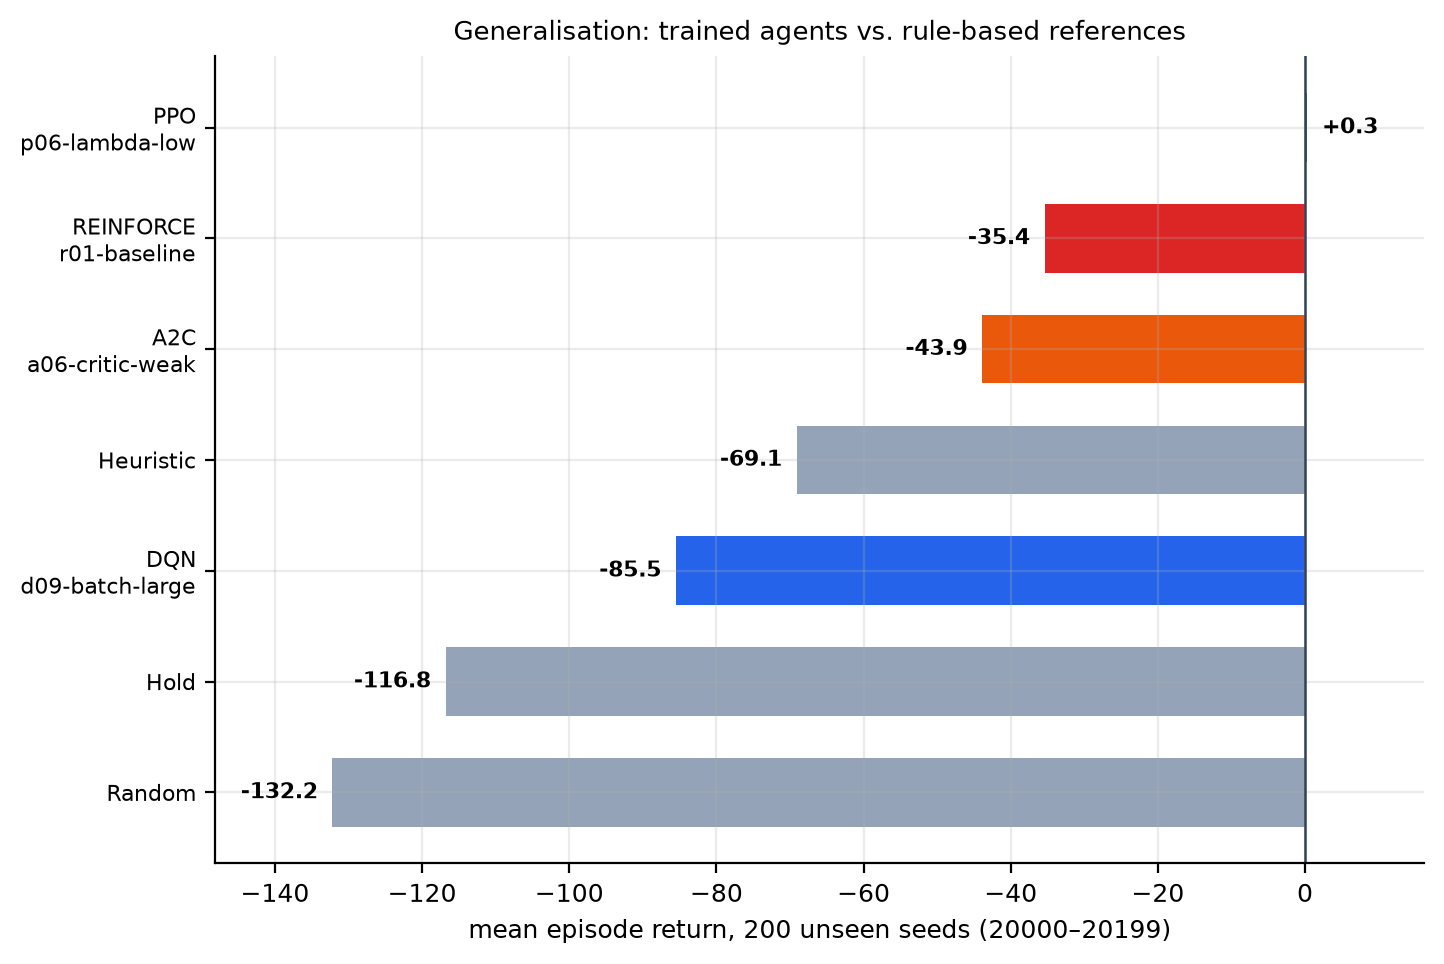 Generalisation: trained agents vs. rule-based references
PPO
p06-lambda-low
+0.3
REINFORCE
r01-baseline
-35.4
A2C
a06-critic-weak
-43.9
Heuristic
-69.1
DQN
d09-batch-large
-85.5
Hold
-116.8
Random
-132.2
−140 −120 −100 −80 −60 −40 −20 0
mean episode return, 200 unseen seeds (20000–20199)